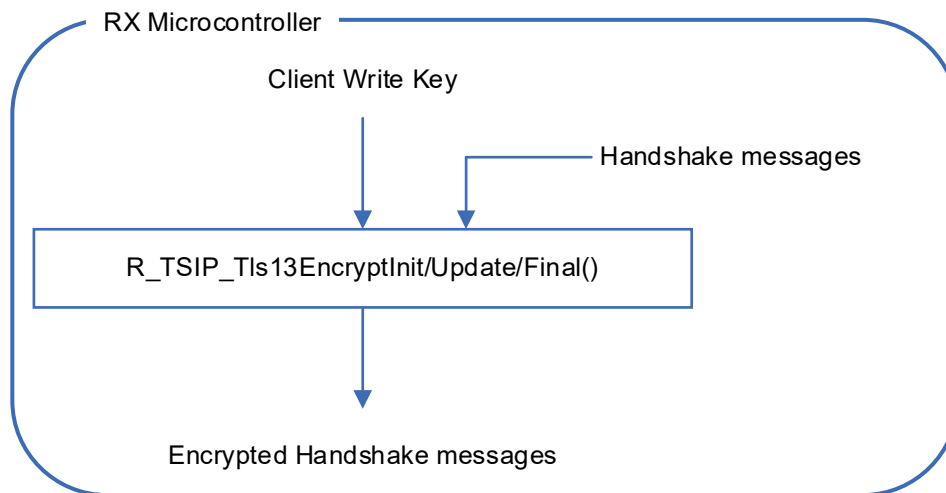 RX Microcontroller
Client Write Key
Handshake messages
R_TSIP_Tls13EncryptInit/Update/Final()
Encrypted Handshake messages